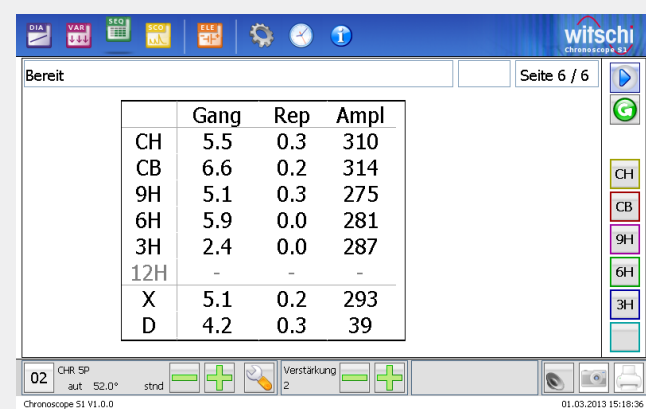 DIA VAR SEQ SCO ELE
witschi
Chronoscope S1
Bereit Seite 6 / 6
Gang Rep Ampl
CH 5.5 0.3 310
CB 6.6 0.2 314
9H 5.1 0.3 275
6H 5.9 0.0 281
3H 2.4 0.0 287
12H - - -
X 5.1 0.2 293
D 4.2 0.3 39
CH
CB
9H
6H
3H
02 CHR 5P
aut 52.0° stnd
Verstärkung
2
Chronoscope S1 V1.0.0 01.03.2013 15:18:36